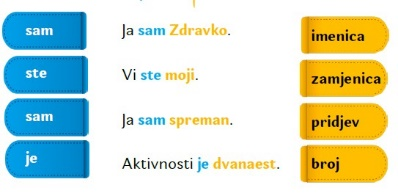 sam Ja sam Zdravko. imenica
ste Vi ste moji. zamjenica
sam Ja sam spreman. pridjev
je Aktivnosti je dvanaest. broj